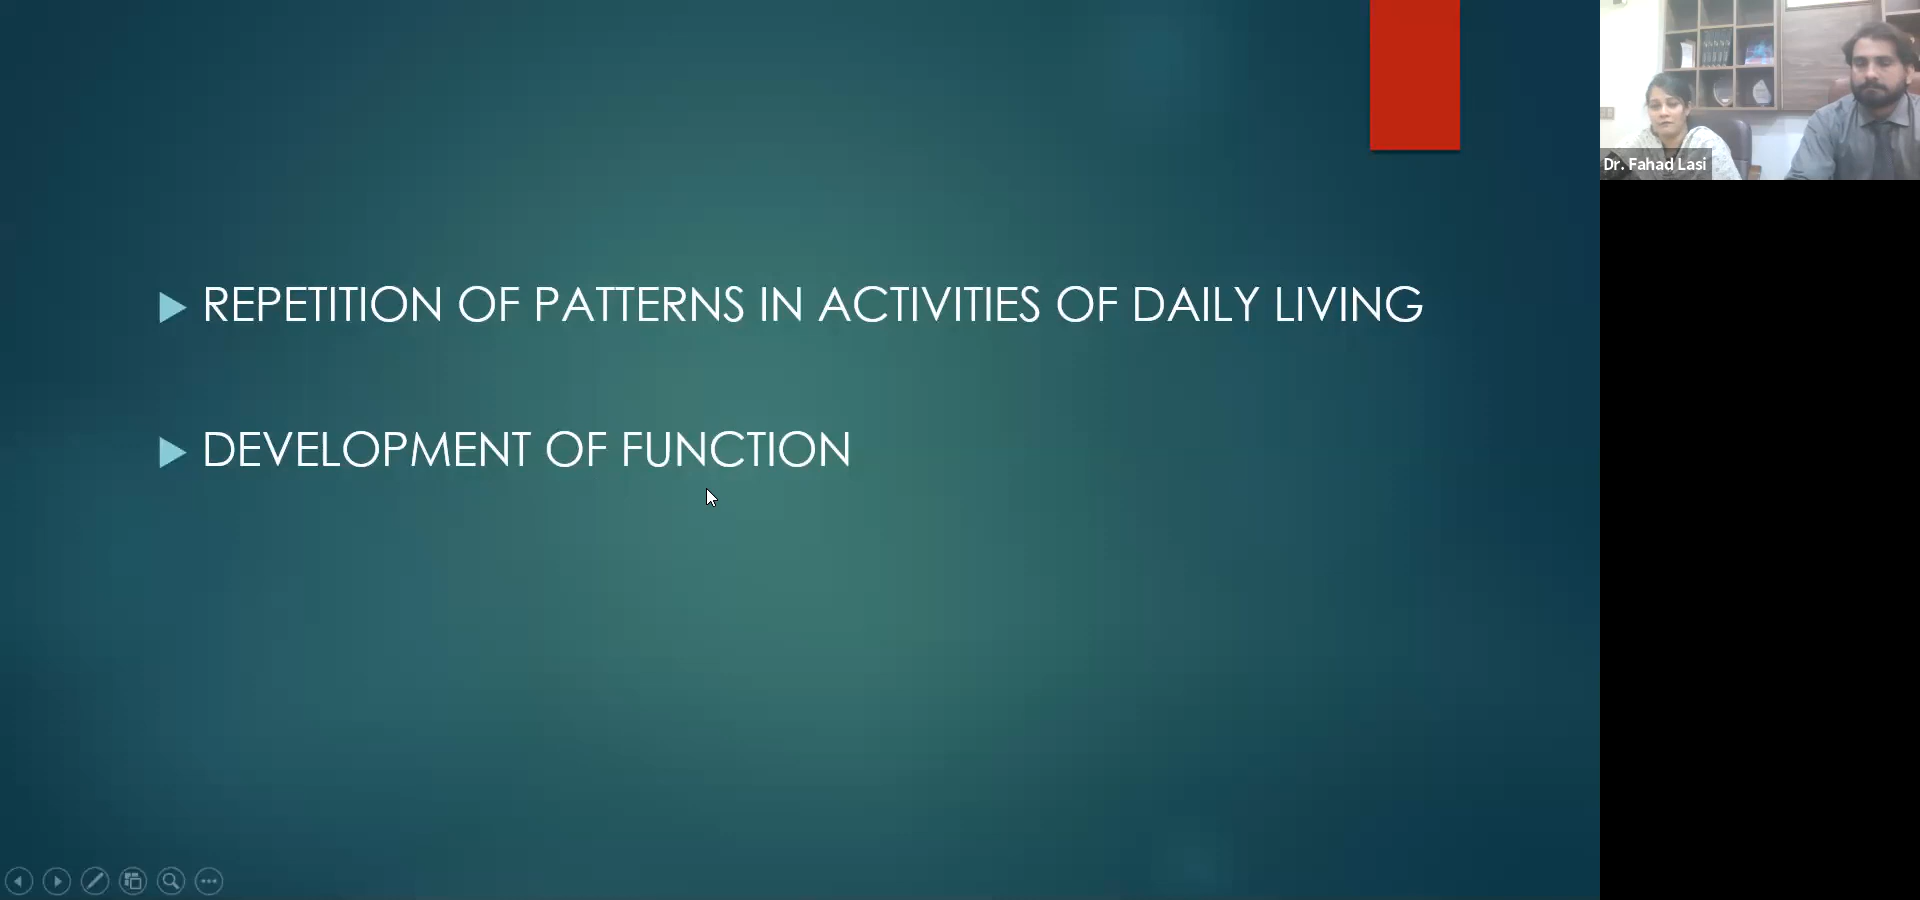 REPETITION OF PATTERNS IN ACTIVITIES OF DAILY LIVING
DEVELOPMENT OF FUNCTION
Dr. Fahad Lasi